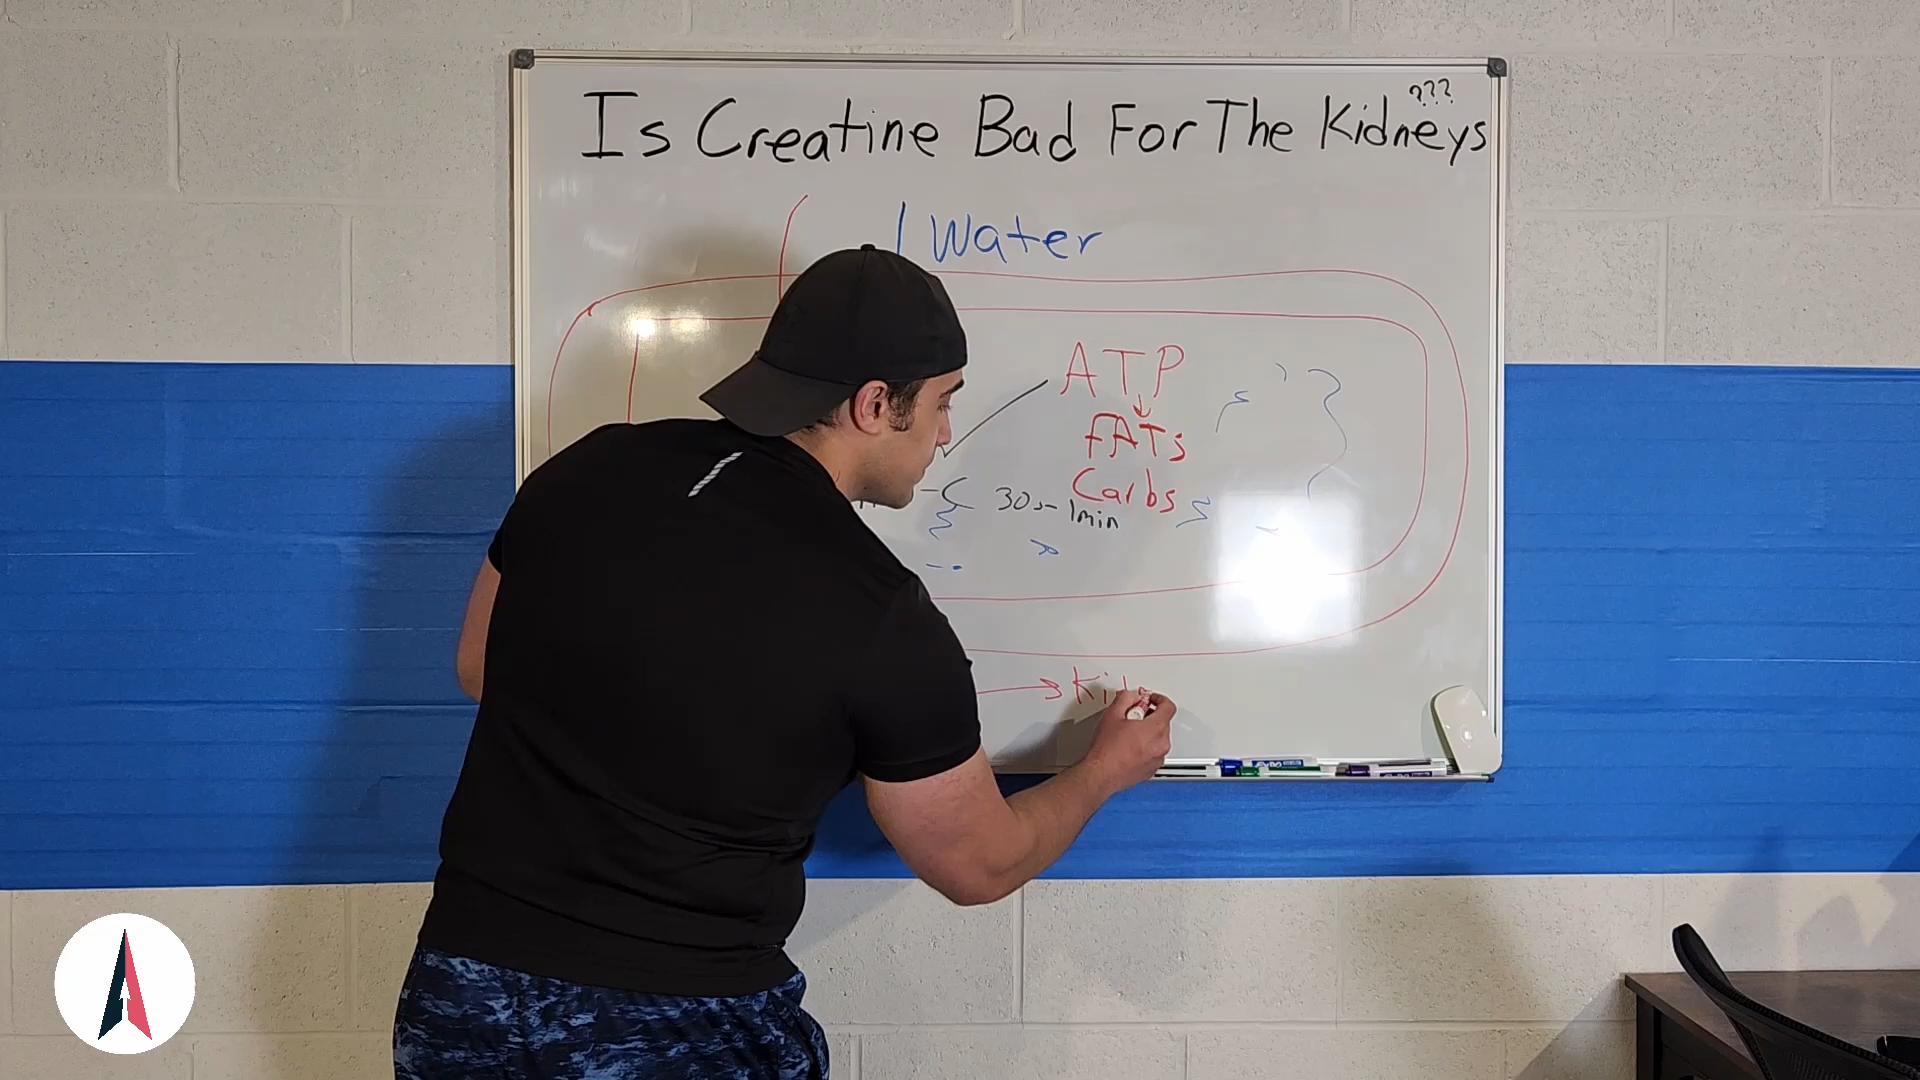 ???
Is Creatine Bad For The Kidneys
Water
ATP
FATs
Carbs
30s-1min